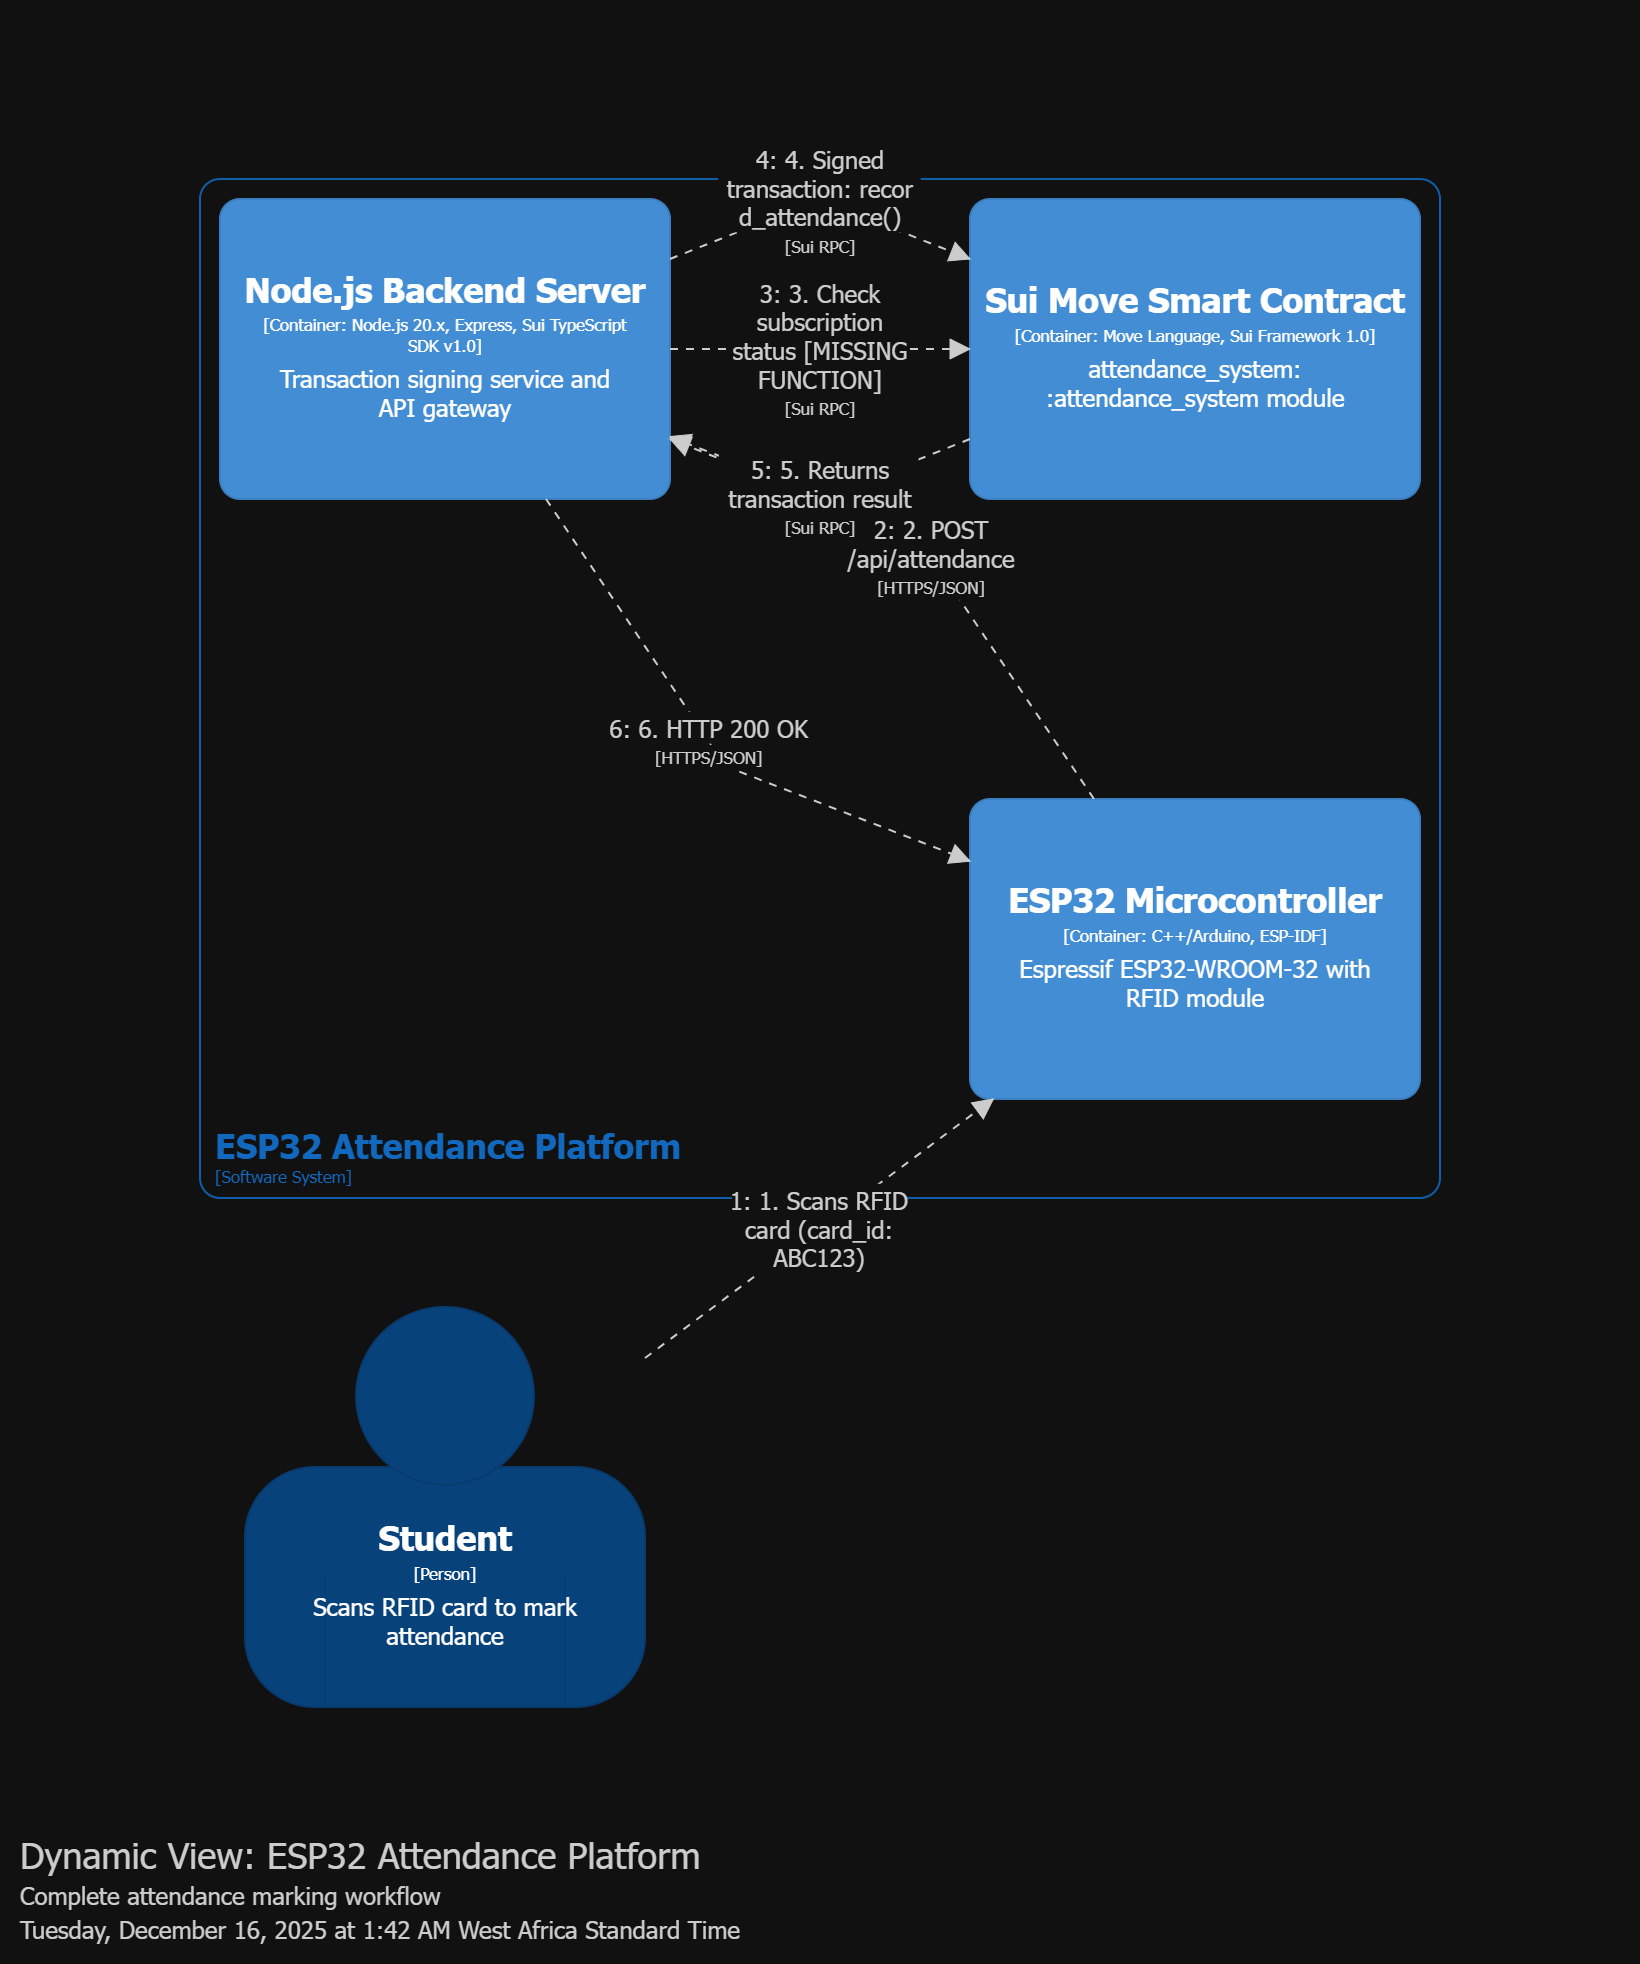 4: 4. Signed
transaction: recor
d_attendance()
[Sui RPC]
Node.js Backend Server
[Container: Node.js 20.x, Express, Sui TypeScript
SDK v1.0]
Transaction signing service and
API gateway
3: 3. Check
subscription
status [MISSING
FUNCTION]
[Sui RPC]
Sui Move Smart Contract
[Container: Move Language, Sui Framework 1.0]
attendance_system:
:attendance_system module
5: 5. Returns
transaction result
[Sui RPC]
2: 2. POST
/api/attendance
[HTTPS/JSON]
6: 6. HTTP 200 OK
[HTTPS/JSON]
ESP32 Microcontroller
[Container: C++/Arduino, ESP-IDF]
Espressif ESP32-WROOM-32 with
RFID module
ESP32 Attendance Platform
[Software System]
1: 1. Scans RFID
card (card_id:
ABC123)
Student
[Person]
Scans RFID card to mark
attendance
Dynamic View: ESP32 Attendance Platform
Complete attendance marking workflow
Tuesday, December 16, 2025 at 1:42 AM West Africa Standard Time